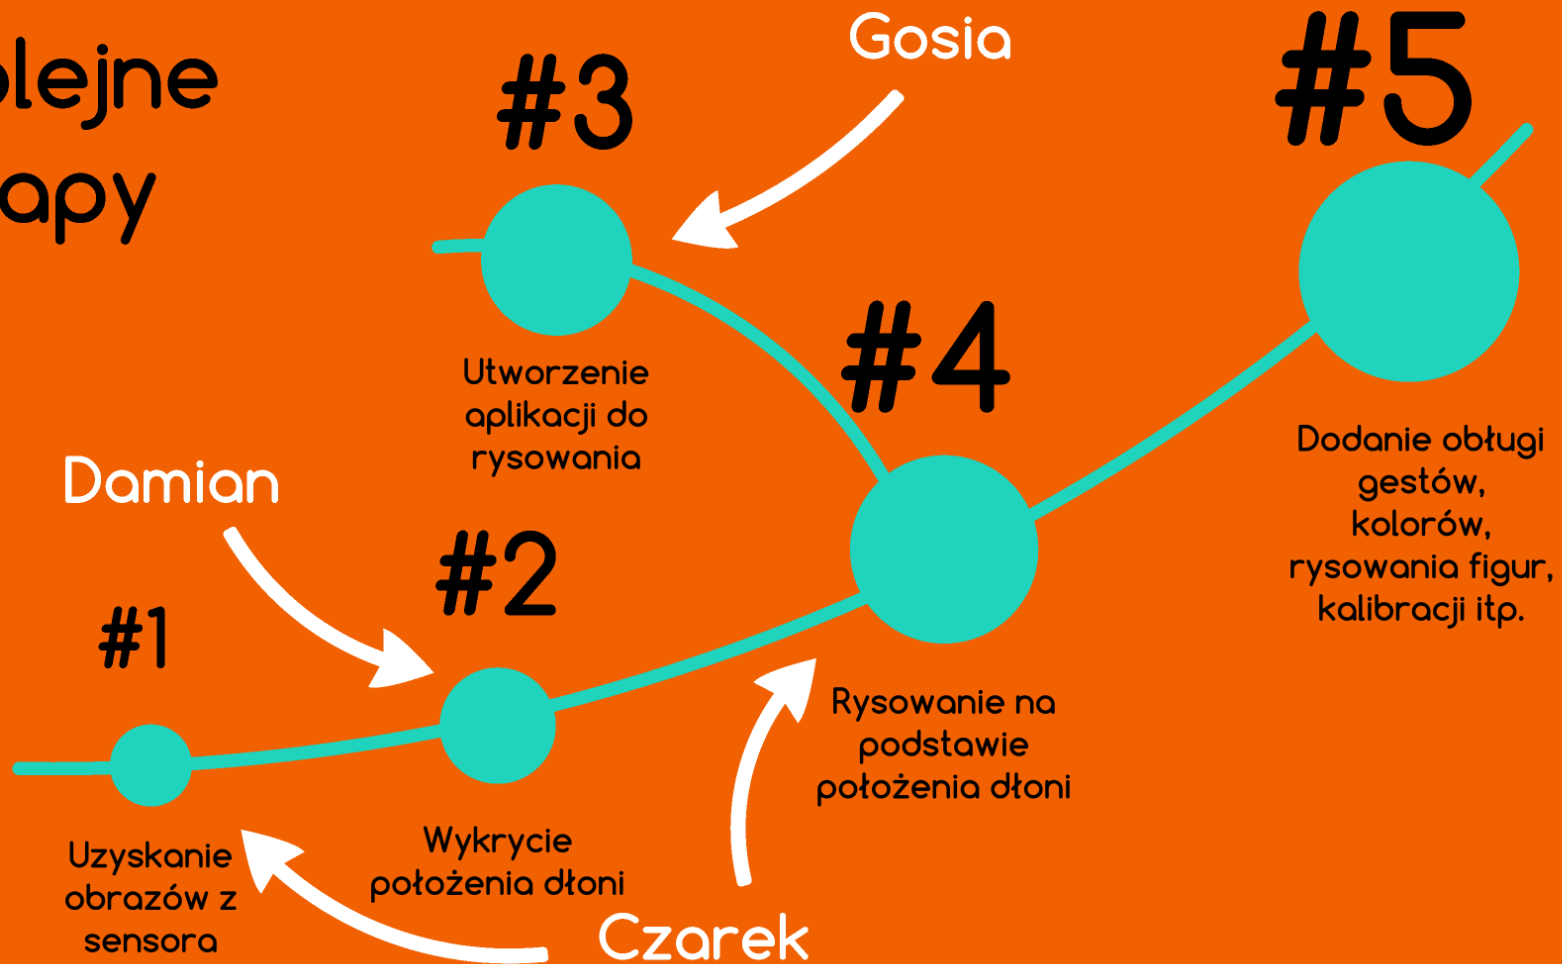 olejne
apy
#1
Uzyskanie
obrazów z
sensora
Damian
#2
Wykrycie
położenia dłoni
#3
Utworzenie
aplikacji do
rysowania
Gosia
#4
Rysowanie na
podstawie
położenia dłoni
Czarek
#5
Dodanie obługi
gestów,
kolorów,
rysowania figur,
kalibracji itp.